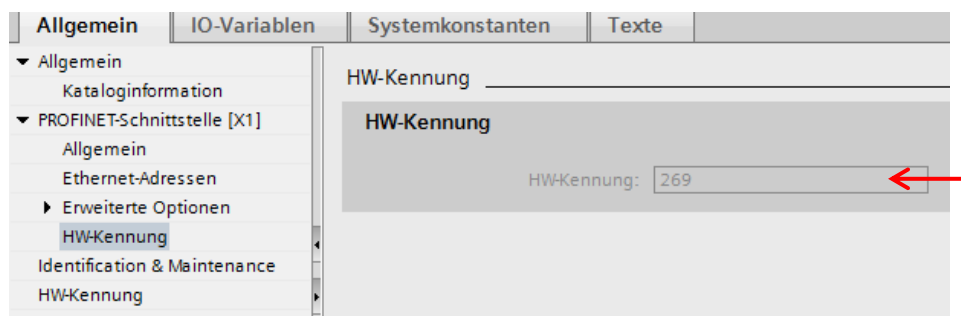 Allgemein IO-Variablen Systemkonstanten Texte
Allgemein
Kataloginformation
PROFINET-Schnittstelle [X1]
Allgemein
Ethernet-Adressen
Erweiterte Optionen
HW-Kennung
Identification & Maintenance
HW-Kennung
HW-Kennung
HW-Kennung
HW-Kennung: 269